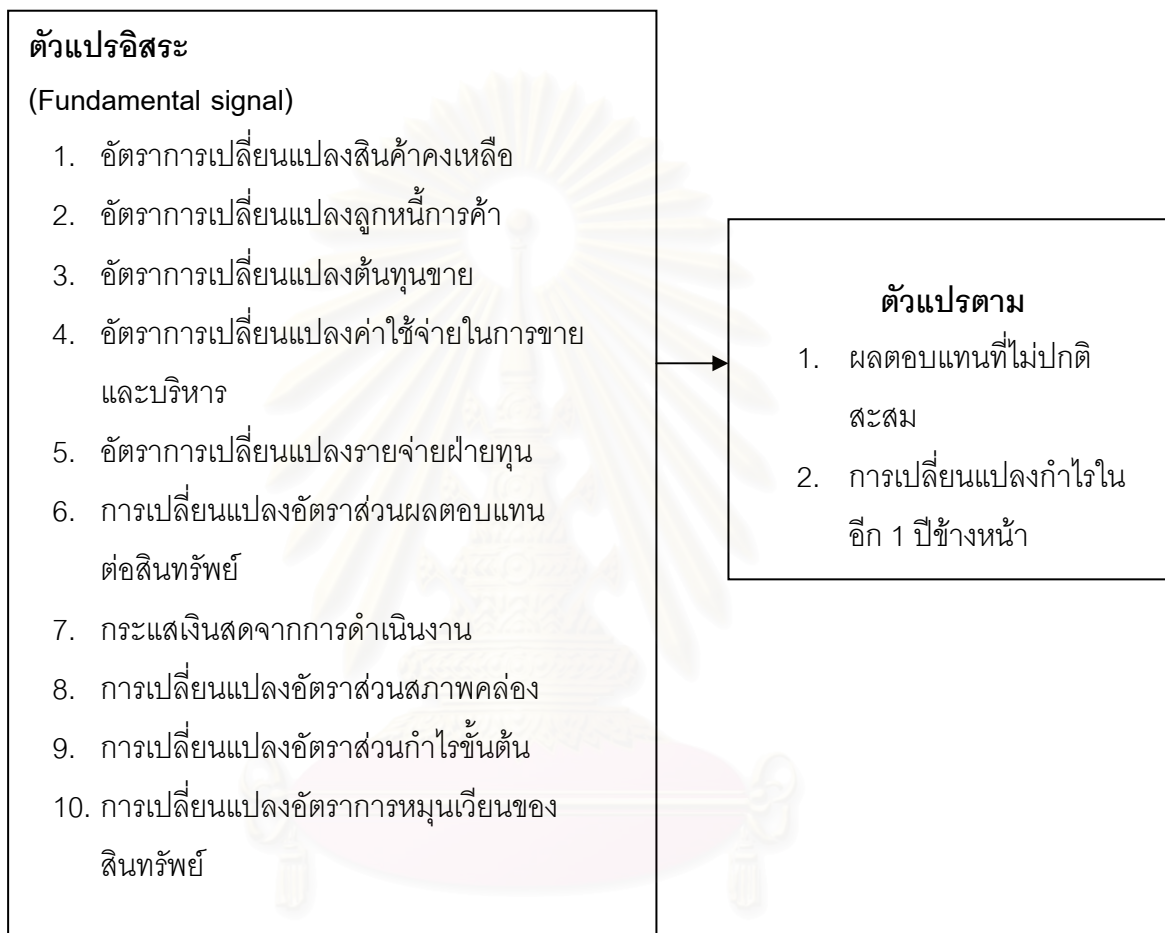 ตัวแปรอิสระ
(Fundamental signal)
1. อัตราการเปลี่ยนแปลงสินค้าคงเหลือ
2. อัตราการเปลี่ยนแปลงลูกหนี้การค้า
3. อัตราการเปลี่ยนแปลงต้นทุนขาย
4. อัตราการเปลี่ยนแปลงค่าใช้จ่ายในการขาย
และบริหาร
5. อัตราการเปลี่ยนแปลงรายจ่ายฝ่ายทุน
6. การเปลี่ยนแปลงอัตราส่วนผลตอบแทน
ต่อสินทรัพย์
7. กระแสเงินสดจากการดำเนินงาน
8. การเปลี่ยนแปลงอัตราส่วนสภาพคล่อง
9. การเปลี่ยนแปลงอัตราส่วนกำไรขั้นต้น
10. การเปลี่ยนแปลงอัตราการหมุนเวียนของ
สินทรัพย์
ตัวแปรตาม
1. ผลตอบแทนที่ไม่ปกติ
สะสม
2. การเปลี่ยนแปลงกำไรใน
อีก 1 ปีข้างหน้า